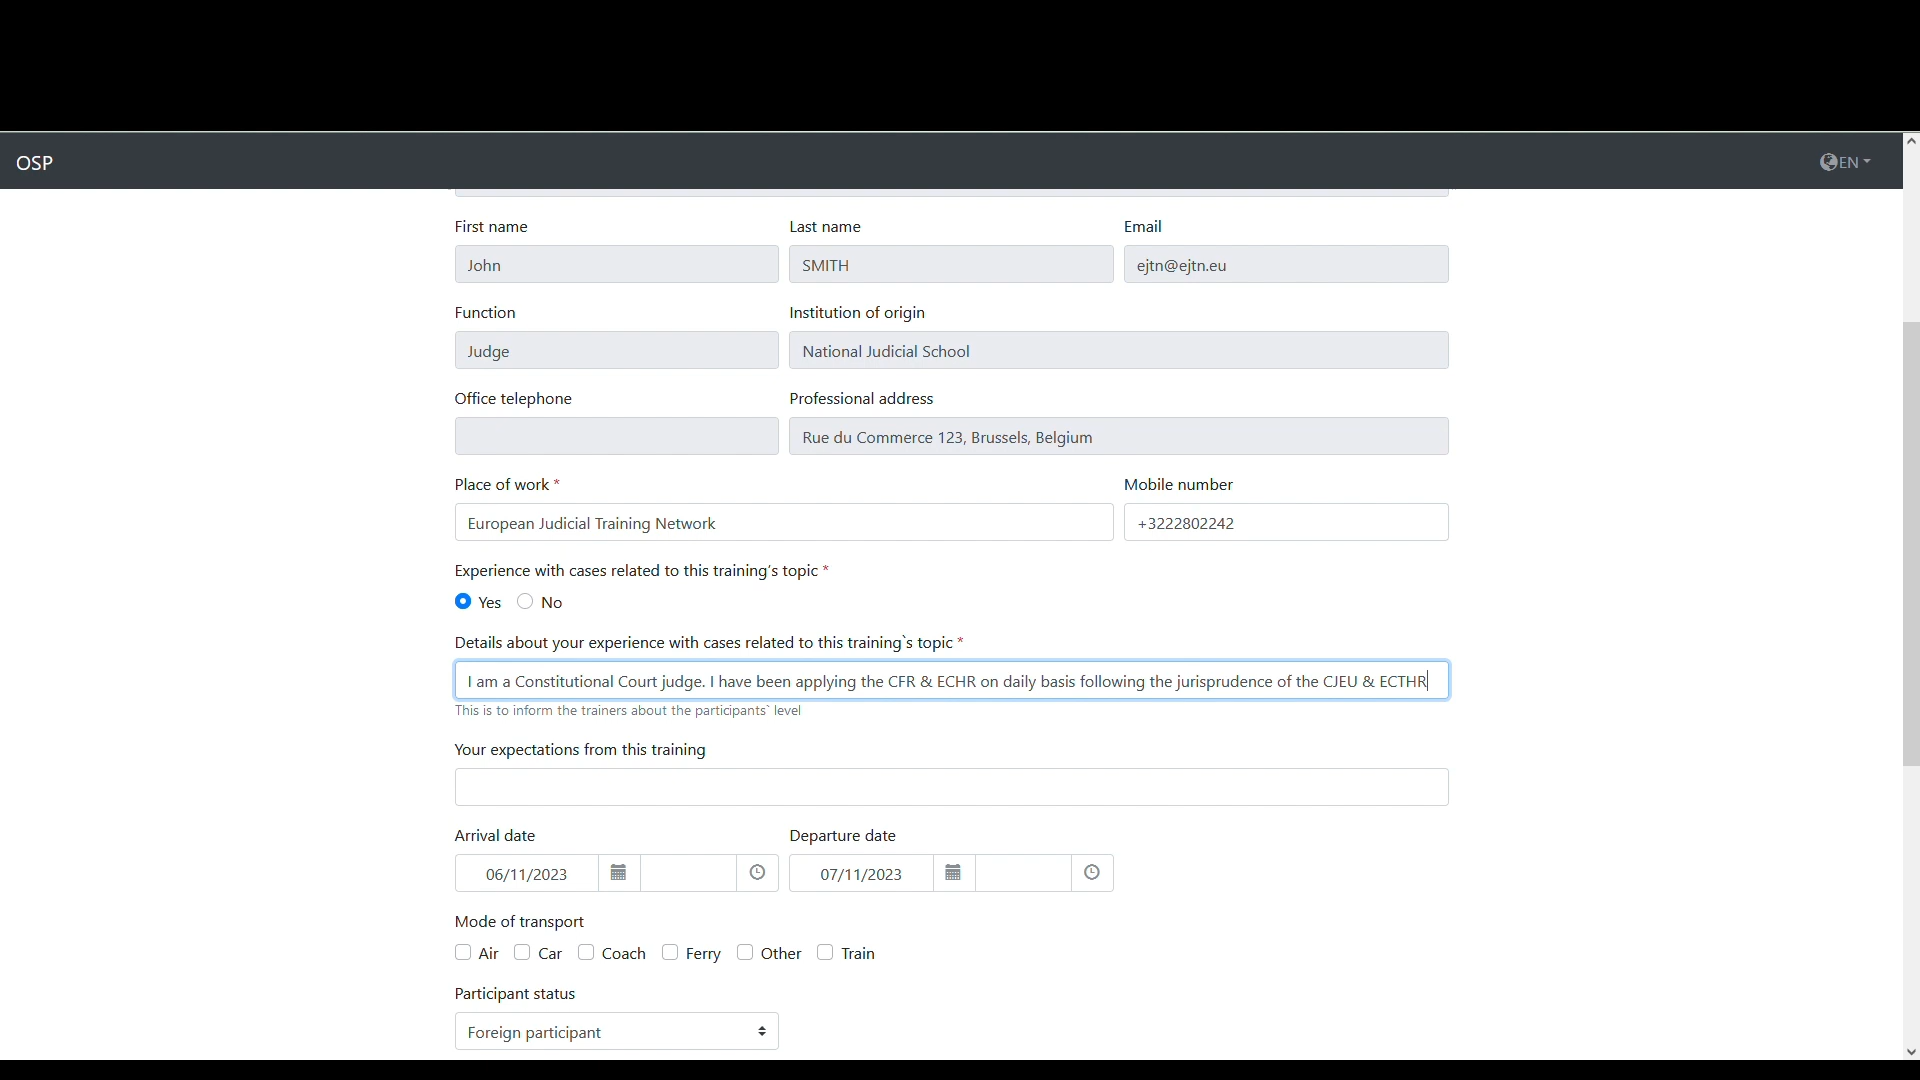 OSP
EN
First name Last name Email
John SMITH ejtn@ejtn.eu
Function Institution of origin
Judge National Judicial School
Office telephone Professional address
Rue du Commerce 123, Brussels, Belgium
Place of work * Mobile number
European Judicial Training Network +3222802242
Experience with cases related to this training's topic *
Yes No
Details about your experience with cases related to this training`s topic *
I am a Constitutional Court judge. I have been applying the CFR & ECHR on daily basis following the jurisprudence of the CJEU & ECTHR
This is to inform the trainers about the participants` level
Your expectations from this training
Arrival date Departure date
06/11/2023 07/11/2023
Mode of transport
Air Car Coach Ferry Other Train
Participant status
Foreign participant